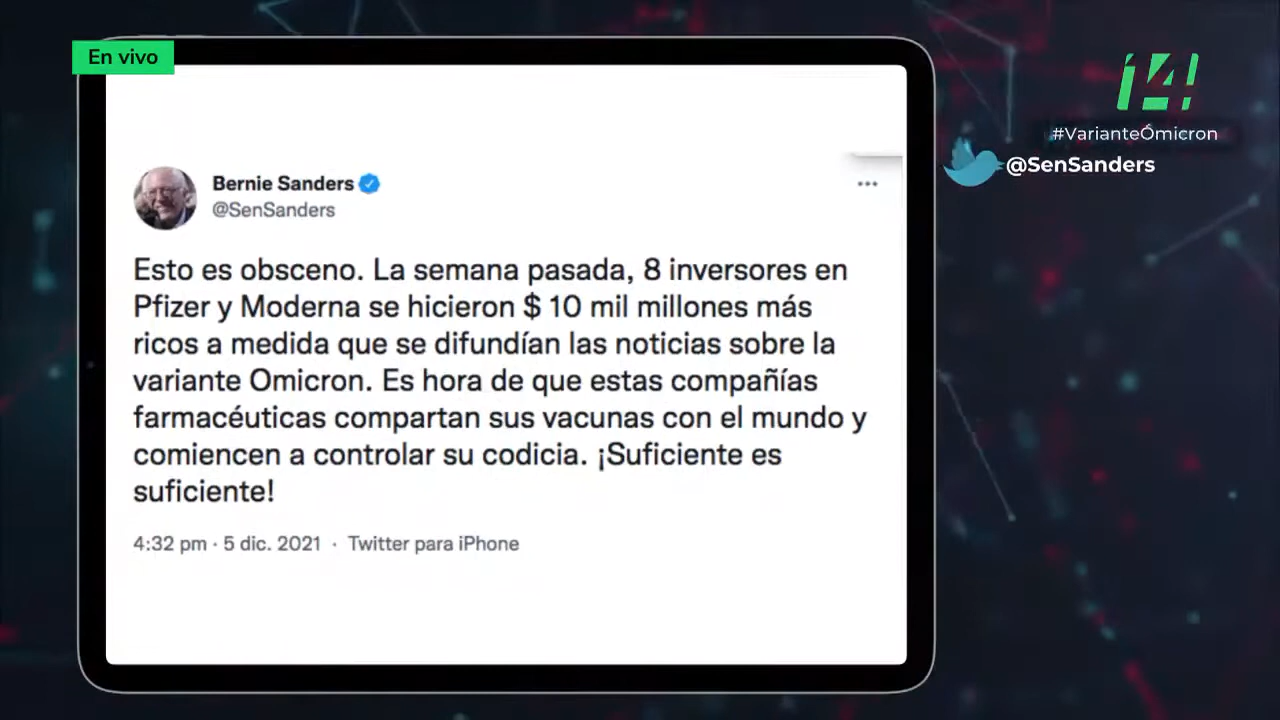 En vivo
14!
#VarianteÓmicron
@SenSanders
Bernie Sanders
@SenSanders
Esto es obsceno. La semana pasada, 8 inversores en
Pfizer y Moderna se hicieron $ 10 mil millones más
ricos a medida que se difundían las noticias sobre la
variante Omicron. Es hora de que estas compañías
farmacéuticas compartan sus vacunas con el mundo y
comiencen a controlar su codicia. ¡Suficiente es
suficiente!
4:32 pm · 5 dic. 2021 · Twitter para iPhone